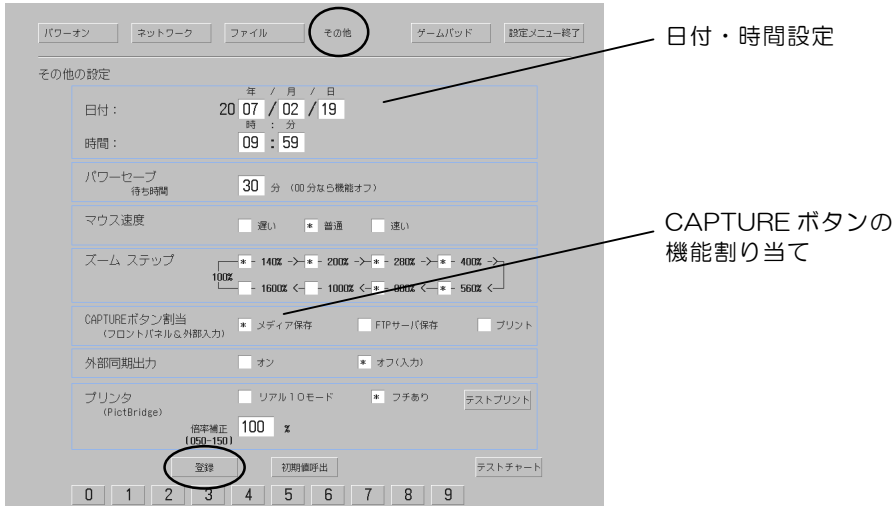 パワーオン ネットワーク ファイル その他 ゲームパッド 設定メニュー終了
日付・時間設定
その他の設定
年 / 月 / 日
日付： 20 07 / 02 / 19
時 : 分
時間： 09 : 59
パワーセーブ
待ち時間 30 分 (00分なら機能オフ)
マウス速度 遅い * 普通 速い
CAPTURE ボタンの
機能割り当て
ズーム ステップ
* - 140% -> * - 200% -> * - 280% -> * - 400% ->
100%
- 1600% <- - 1000% <- * - 800% <- * - 560% <-
CAPTUREボタン割当 * メディア保存 FTPサーバ保存 プリント
(フロントパネル＆外部入力)
外部同期出力 オン * オフ(入力)
プリンタ リアル10モード * フチあり テストプリント
(PictBridge)
倍率補正 100 %
(050-150)
登録 初期値呼出 テストチャート
0 1 2 3 4 5 6 7 8 9